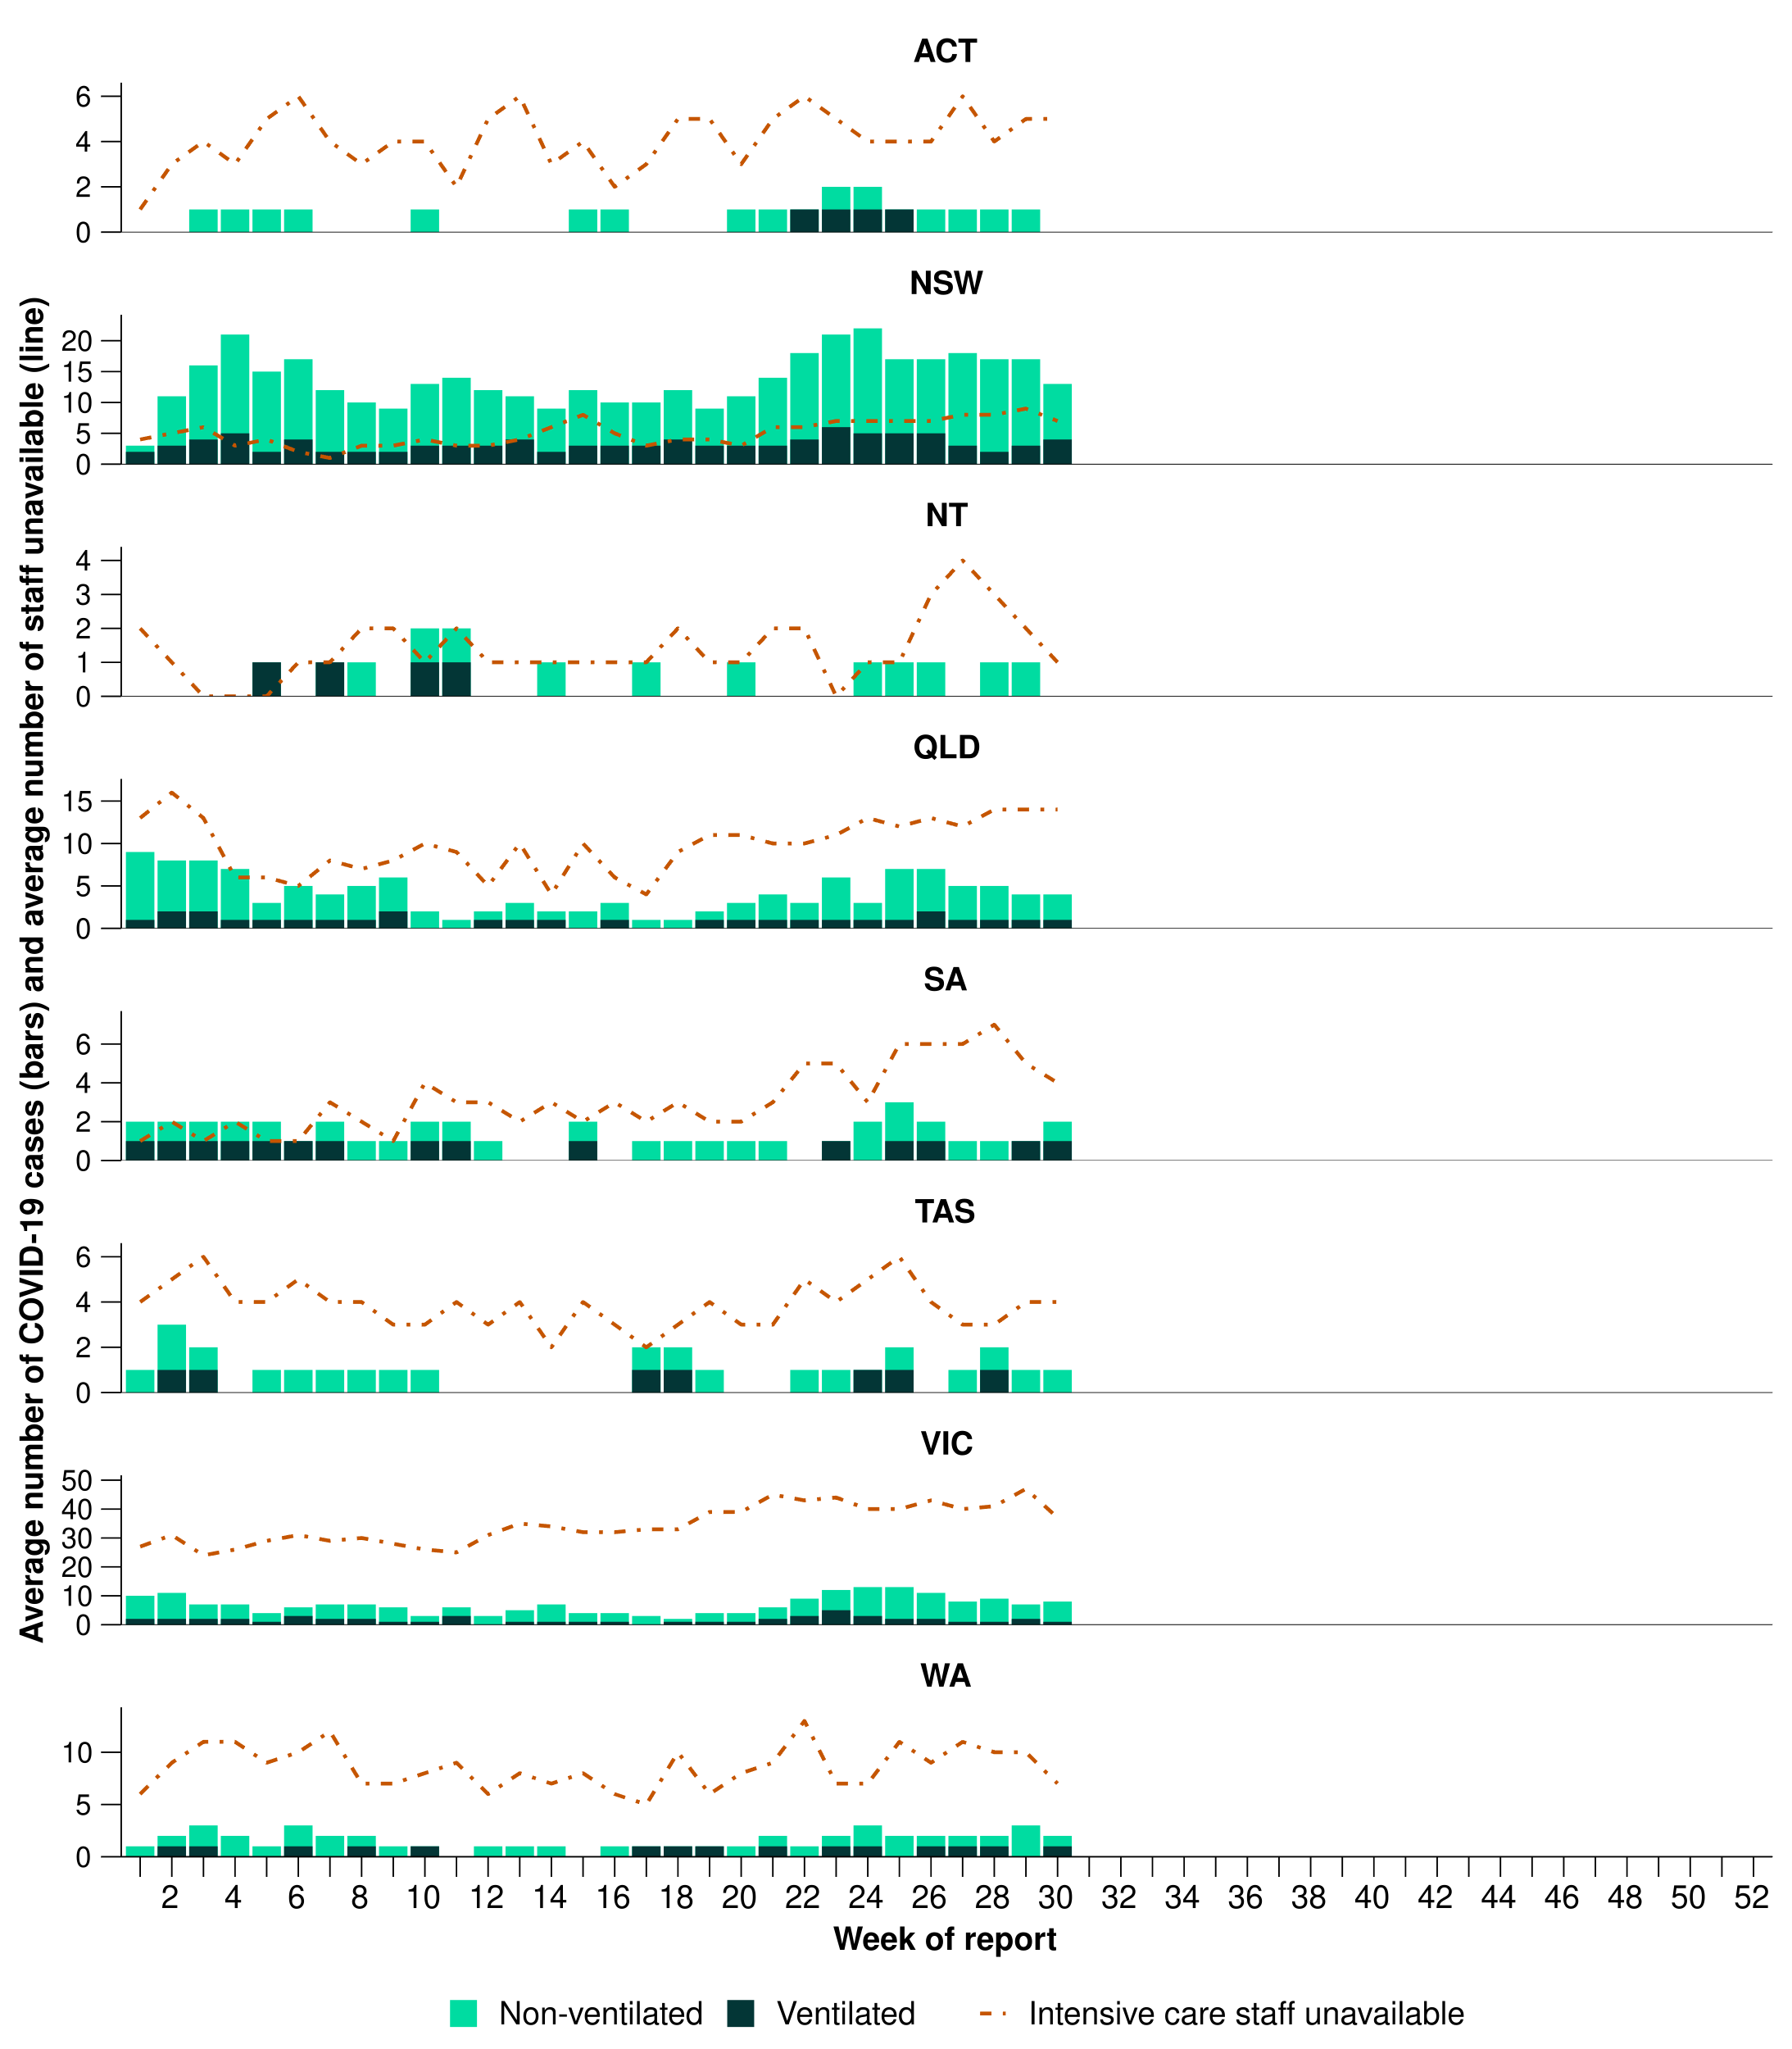 Average number of COVID-19 cases (bars) and average number of staff unavailable (line)
ACT
6
4
2
0
NSW
20
15
10
5
0
NT
4
3
2
1
0
QLD
15
10
5
0
SA
6
4
2
0
TAS
6
4
2
0
VIC
50
40
30
20
10
0
WA
10
5
0
2 4 6 8 10 12 14 16 18 20 22 24 26 28 30 32 34 36 38 40 42 44 46 48 50 52
Week of report
Non-ventilated Ventilated Intensive care staff unavailable